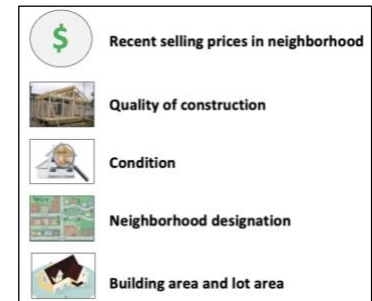 $
Recent selling prices in neighborhood
Quality of construction
Condition
Neighborhood designation
Building area and lot area